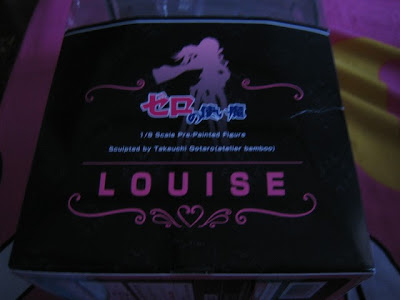 ゼロの使い魔
1/8 Scale Pre-Painted Figure
Sculpted by Takeuchi Gotaro(atelier bamboo)
LOUISE